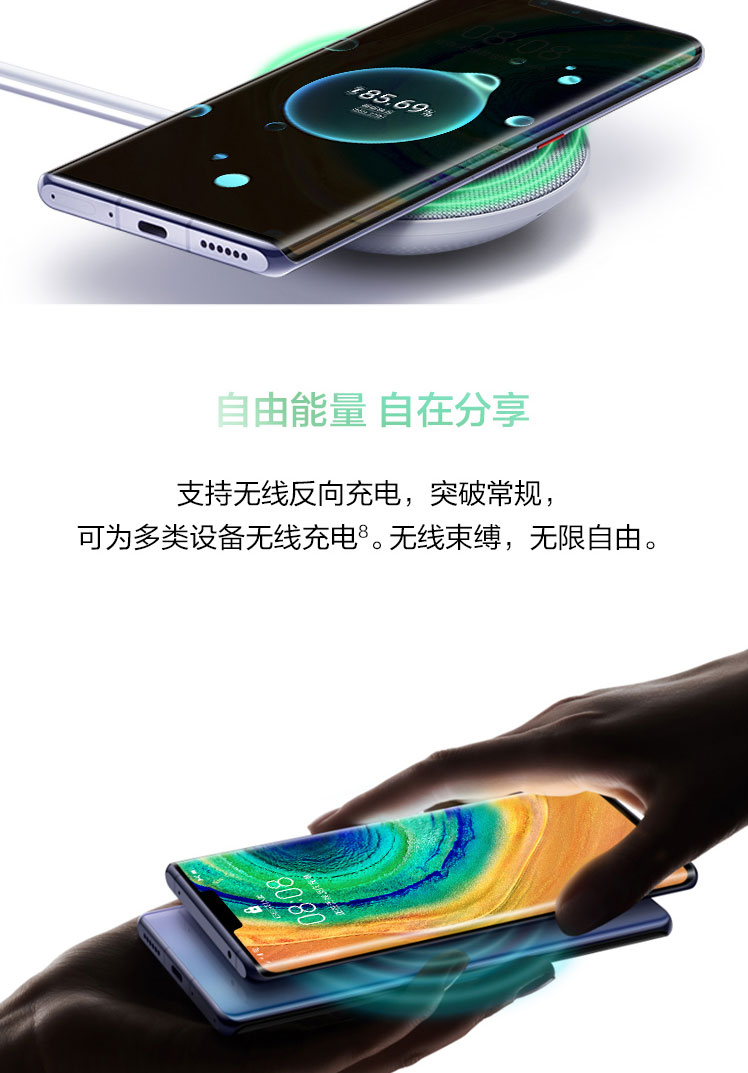 08:08
85.69%
自由能量 自在分享
支持无线反向充电，突破常规，
可为多类设备无线充电8。无线束缚，无限自由。
08:08